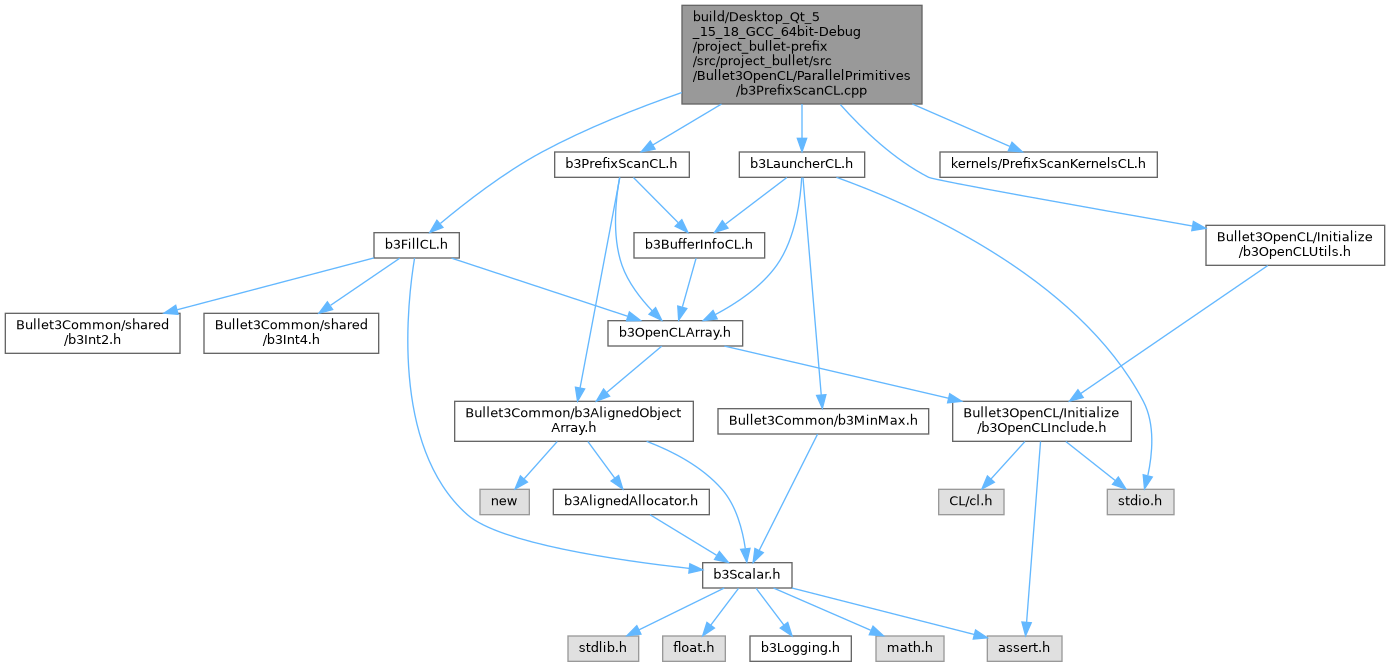 build/Desktop_Qt_5
_15_18_GCC_64bit-Debug
/project_bullet-prefix
/src/project_bullet/src
/Bullet3OpenCL/ParallelPrimitives
/b3PrefixScanCL.cpp
b3PrefixScanCL.h
b3LauncherCL.h
kernels/PrefixScanKernelsCL.h
b3FillCL.h
b3BufferInfoCL.h
Bullet3OpenCL/Initialize
/b3OpenCLUtils.h
Bullet3Common/shared
/b3Int2.h
Bullet3Common/shared
/b3Int4.h
b3OpenCLArray.h
Bullet3Common/b3AlignedObject
Array.h
Bullet3Common/b3MinMax.h
Bullet3OpenCL/Initialize
/b3OpenCLInclude.h
new
b3AlignedAllocator.h
CL/cl.h
stdio.h
b3Scalar.h
stdlib.h
float.h
b3Logging.h
math.h
assert.h